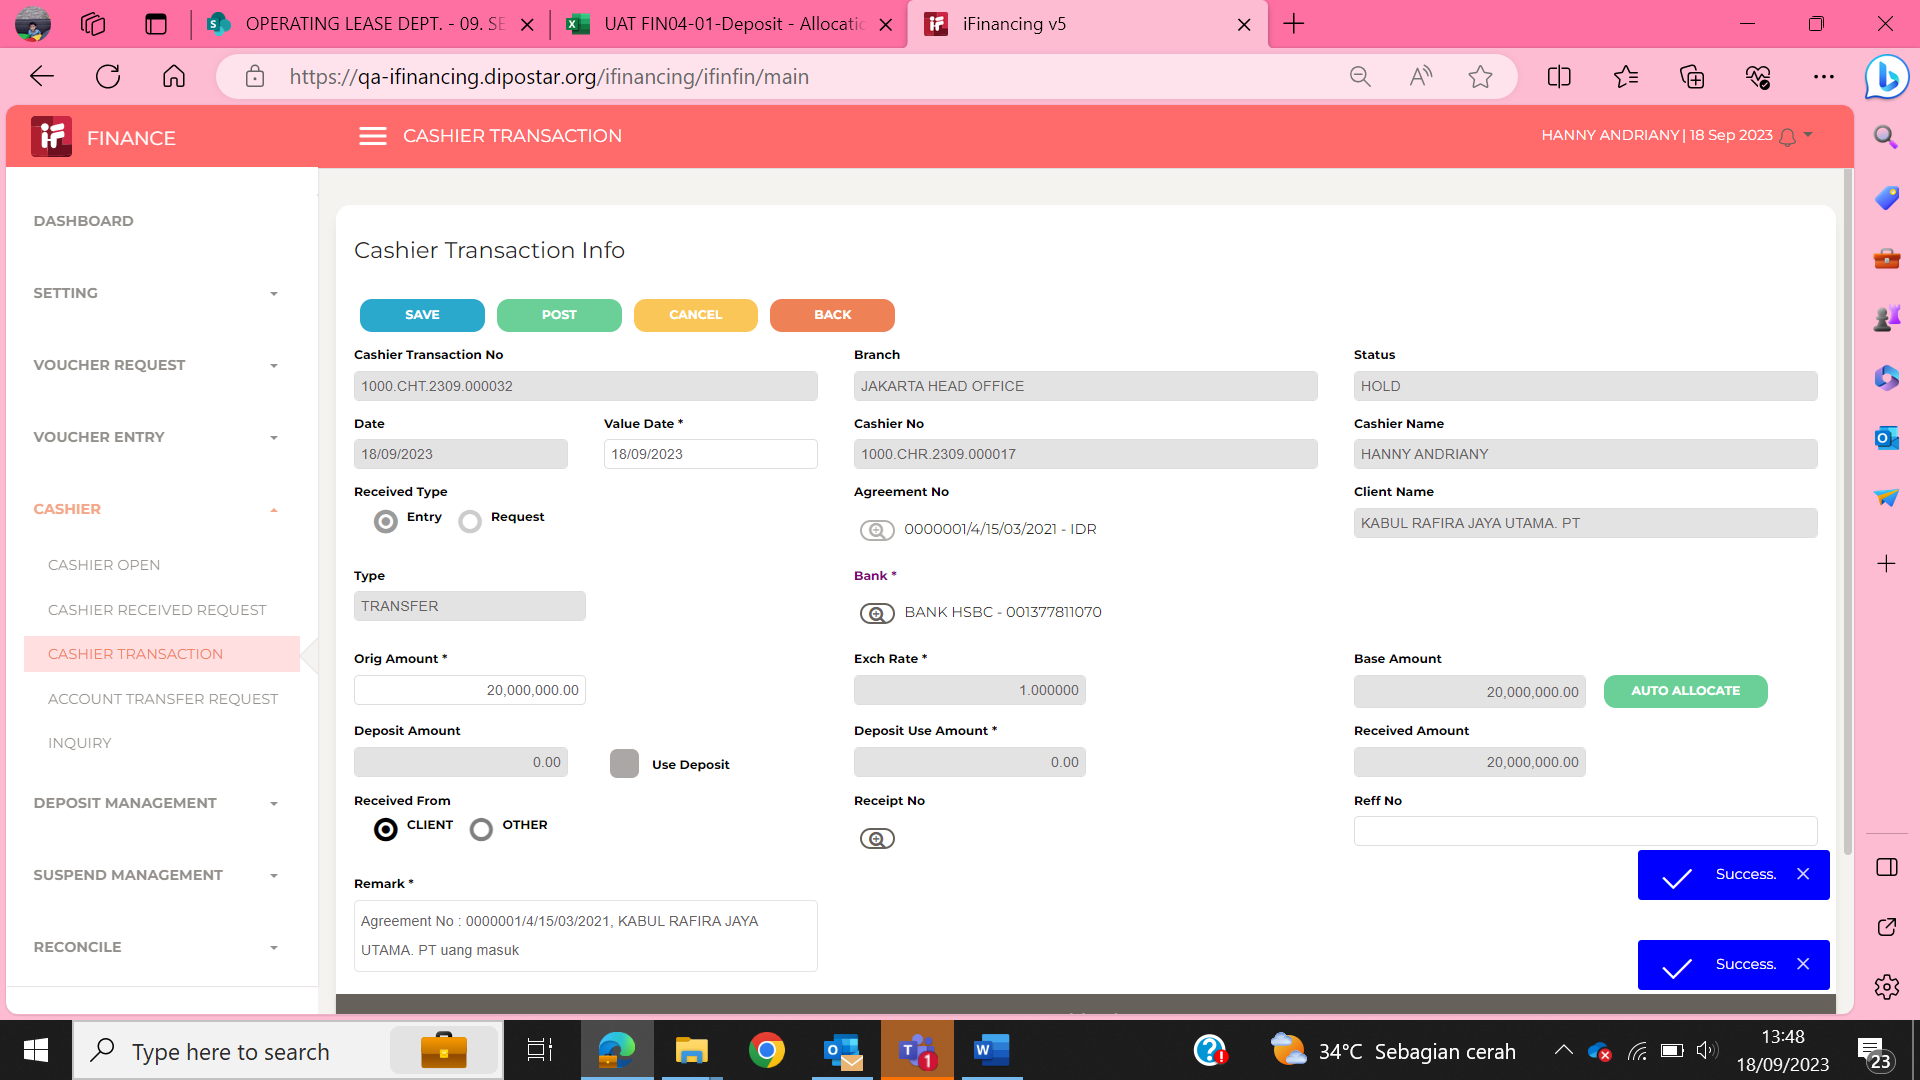 OPERATING LEASE DEPT. - 09. SE
UAT FIN04-01-Deposit - Allocatio
iFinancing v5
https://qa-ifinancing.dipostar.org/ifinancing/ifinfin/main
iF FINANCE
CASHIER TRANSACTION
HANNY ANDRIANY | 18 Sep 2023
DASHBOARD
SETTING
VOUCHER REQUEST
VOUCHER ENTRY
CASHIER
CASHIER OPEN
CASHIER RECEIVED REQUEST
CASHIER TRANSACTION
ACCOUNT TRANSFER REQUEST
INQUIRY
DEPOSIT MANAGEMENT
SUSPEND MANAGEMENT
RECONCILE
Cashier Transaction Info
SAVE POST CANCEL BACK
Cashier Transaction No Branch Status
1000.CHT.2309.000032 JAKARTA HEAD OFFICE HOLD
Date Value Date * Cashier No Cashier Name
18/09/2023 18/09/2023 1000.CHR.2309.000017 HANNY ANDRIANY
Received Type Agreement No Client Name
Entry Request 0000001/4/15/03/2021 - IDR KABUL RAFIRA JAYA UTAMA. PT
Type Bank *
TRANSFER BANK HSBC - 001377811070
Orig Amount * Exch Rate * Base Amount
20,000,000.00 1.000000 20,000,000.00 AUTO ALLOCATE
Deposit Amount Deposit Use Amount * Received Amount
0.00 Use Deposit 0.00 20,000,000.00
Received From Receipt No Reff No
CLIENT OTHER
Remark *
Agreement No : 0000001/4/15/03/2021, KABUL RAFIRA JAYA
UTAMA. PT uang masuk
Success.
Success.
Type here to search
1
34°C Sebagian cerah
13:48
18/09/2023
23